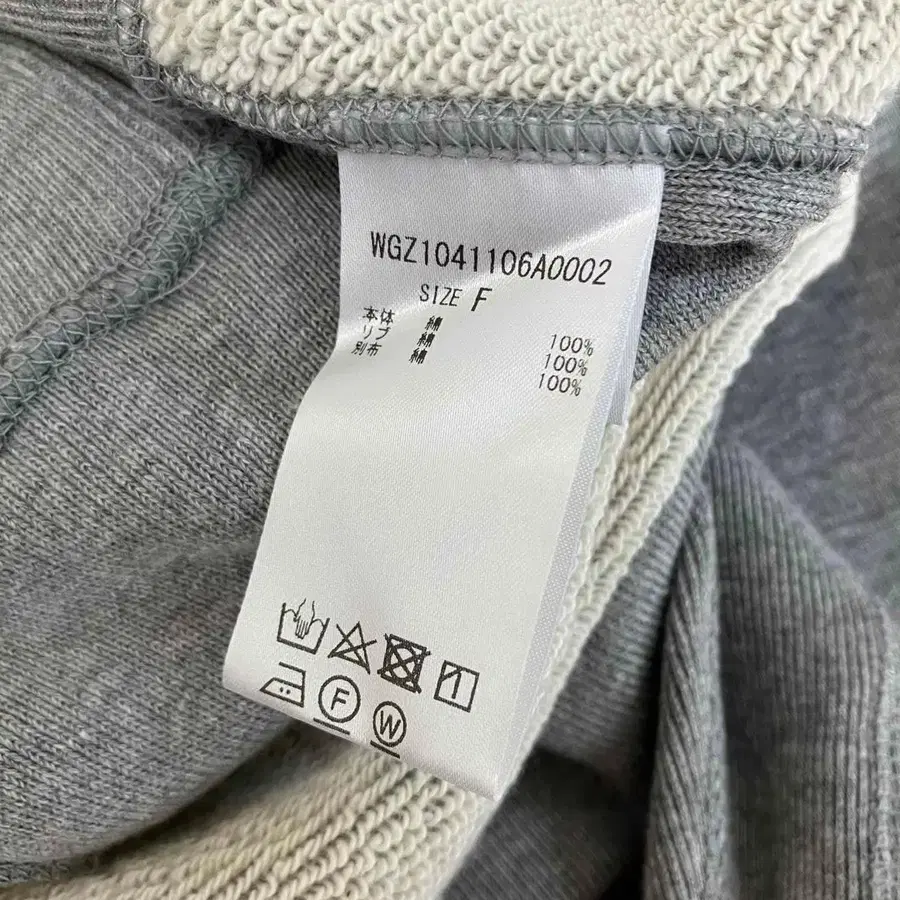 WGZ1041106A0002
SIZE F
本体 綿 100%
リブ 綿 100%
別布 綿 100%
F W